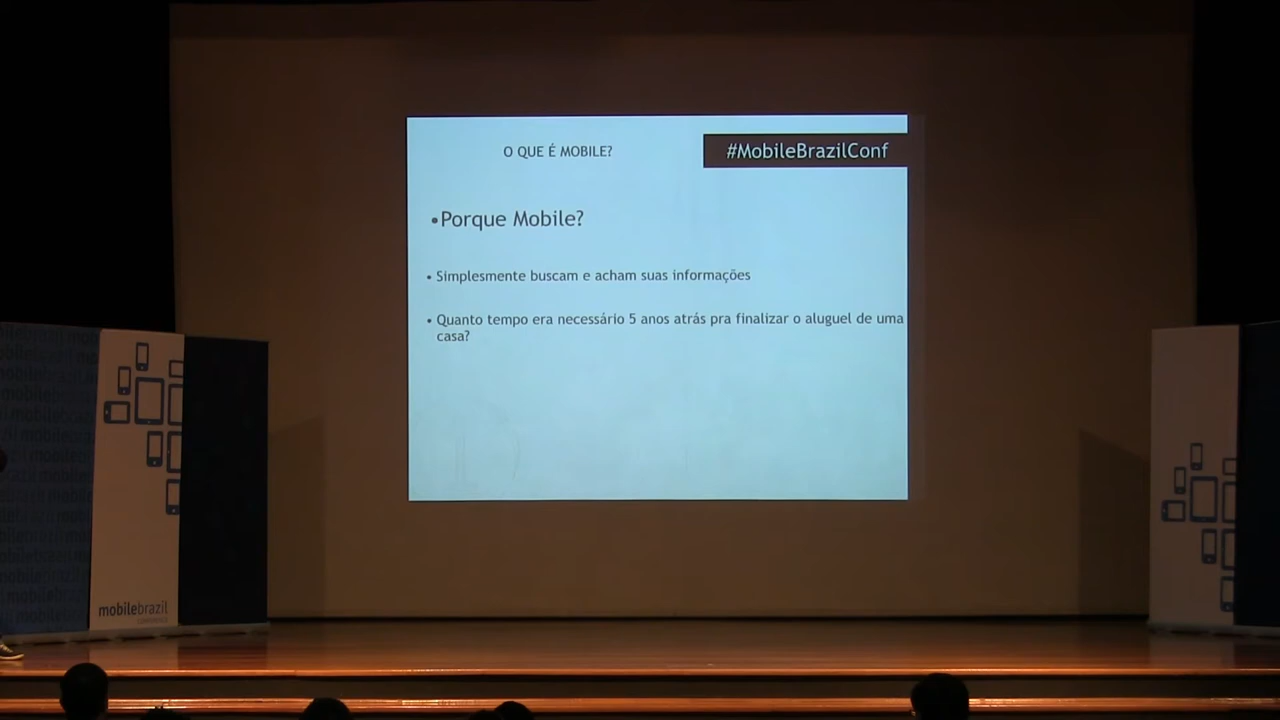 O QUE É MOBILE?
#MobileBrazilConf
•Porque Mobile?
• Simplesmente buscam e acham suas informações
• Quanto tempo era necessário 5 anos atrás pra finalizar o aluguel de uma
casa?
mobilebrazil
CONFERENCE